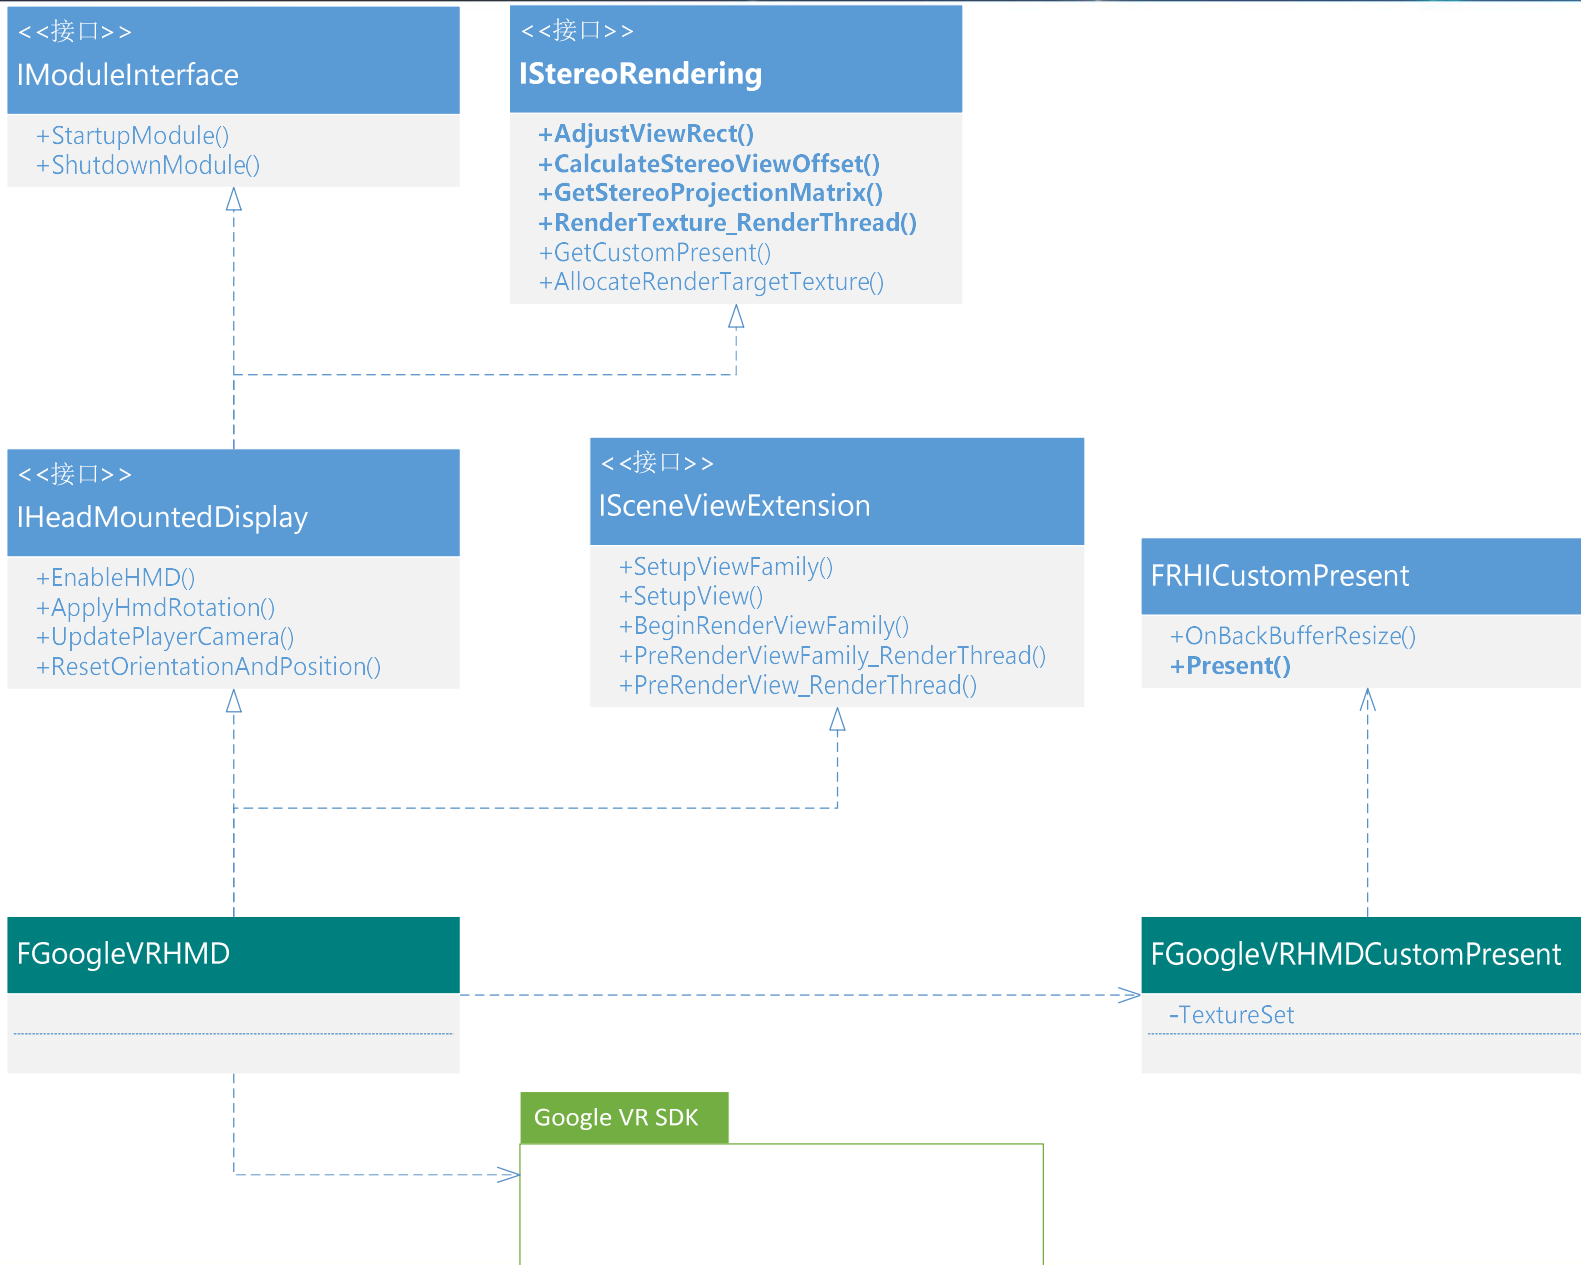 <<接口>>
IModuleInterface
+StartupModule()
+ShutdownModule()
<<接口>>
IStereoRendering
+AdjustViewRect()
+CalculateStereoViewOffset()
+GetStereoProjectionMatrix()
+RenderTexture_RenderThread()
+GetCustomPresent()
+AllocateRenderTargetTexture()
<<接口>>
IHeadMountedDisplay
+EnableHMD()
+ApplyHmdRotation()
+UpdatePlayerCamera()
+ResetOrientationAndPosition()
<<接口>>
ISceneViewExtension
+SetupViewFamily()
+SetupView()
+BeginRenderViewFamily()
+PreRenderViewFamily_RenderThread()
+PreRenderView_RenderThread()
FRHICustomPresent
+OnBackBufferResize()
+Present()
FGoogleVRHMD
FGoogleVRHMDCustomPresent
-TextureSet
Google VR SDK